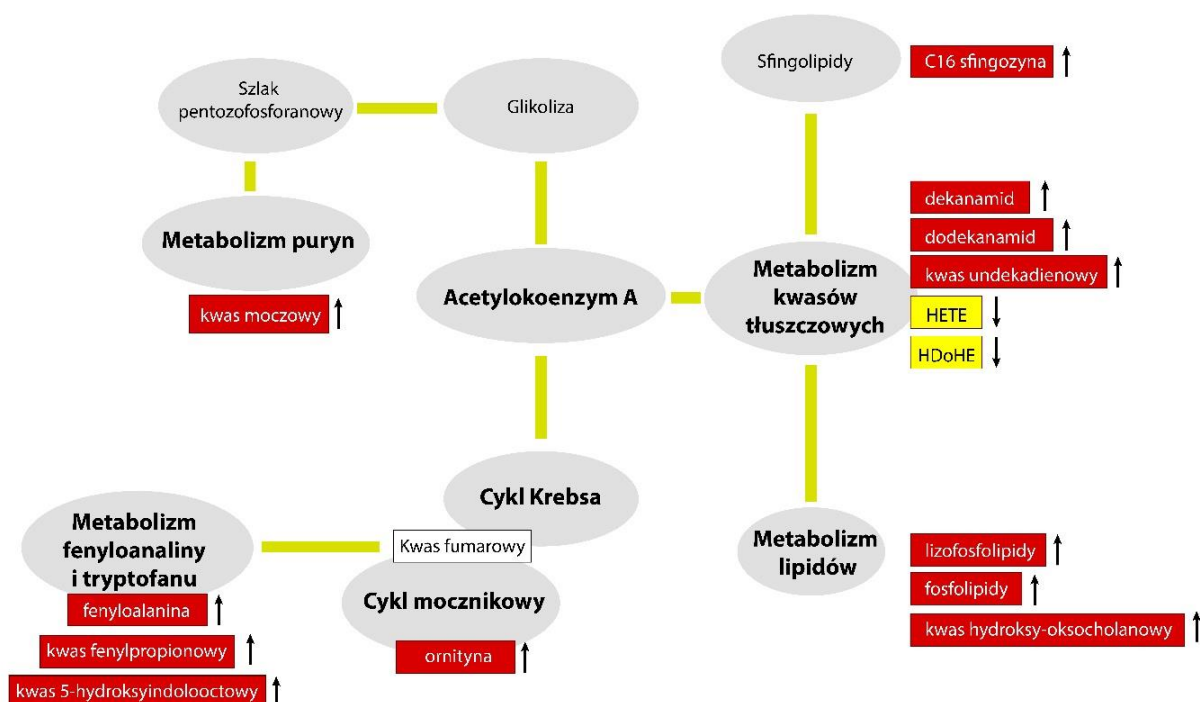 Sfingolipidy
C16 sfingozyna
Szlak
pentozofosforanowy
Glikoliza
Metabolizm puryn
kwas moczowy
Acetylokoenzym A
Metabolizm
kwasów
tłuszczowych
dekanamid
dodekanamid
kwas undekadienowy
HETE
HDoHE
Cykl Krebsa
Kwas fumarowy
Cykl mocznikowy
ornityna
Metabolizm
fenyloanaliny
i tryptofanu
fenyloalanina
kwas fenylpropionowy
kwas 5-hydroksyindolooctowy
Metabolizm
lipidów
lizofosfolipidy
fosfolipidy
kwas hydroksy-oksocholanowy